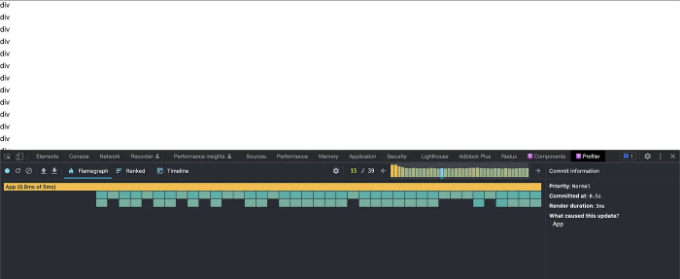 div
div
div
div
div
div
div
div
div
div
div
div
Elements Console Network Recorder Performance insights Sources Performance Memory Application Security Lighthouse Adblock Plus Redux Components Profiler 1
Flamegraph Ranked Timeline 15 / 39 Commit information
App (0.8ms of 5ms)
Priority: Normal
Committed at: 0.3s
Render duration: 5ms
What caused this update?
App